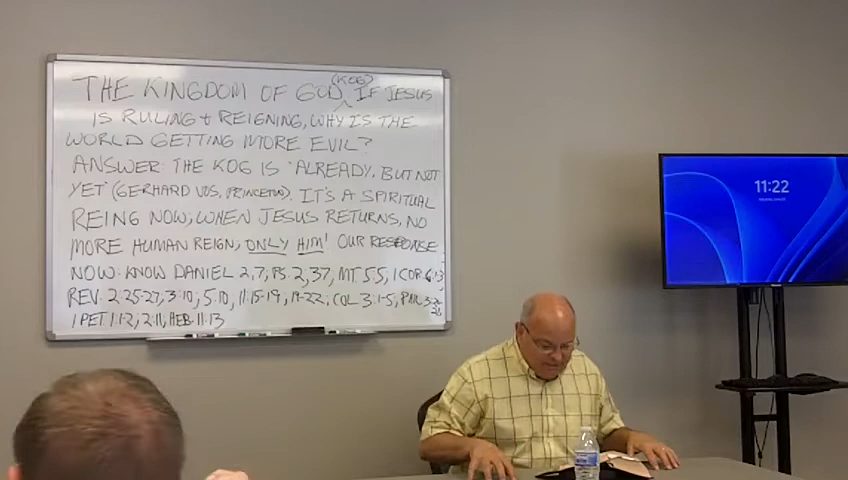 THE KINGDOM OF GOD (KOG) IF JESUS
IS RULING + REIGNING, WHY IS THE
WORLD GETTING MORE EVIL?
ANSWER: THE KOG IS "ALREADY, BUT NOT
YET" (GERHARD VOS, PRINCETON). IT'S A SPIRITUAL
REING NOW; WHEN JESUS RETURNS, NO
MORE HUMAN REIGN, ONLY HIM! OUR RESPONSE
NOW: KNOW DANIEL 2,7, PS. 2,37, MT. 5:5, 1 COR. 6:13,
REV. 2:25-27, 3:10; 5:10, 11:15-19, 19-22; COL 3:1-5,
1 PET 1:1-2, 2:11, HEB. 11:13
11:22